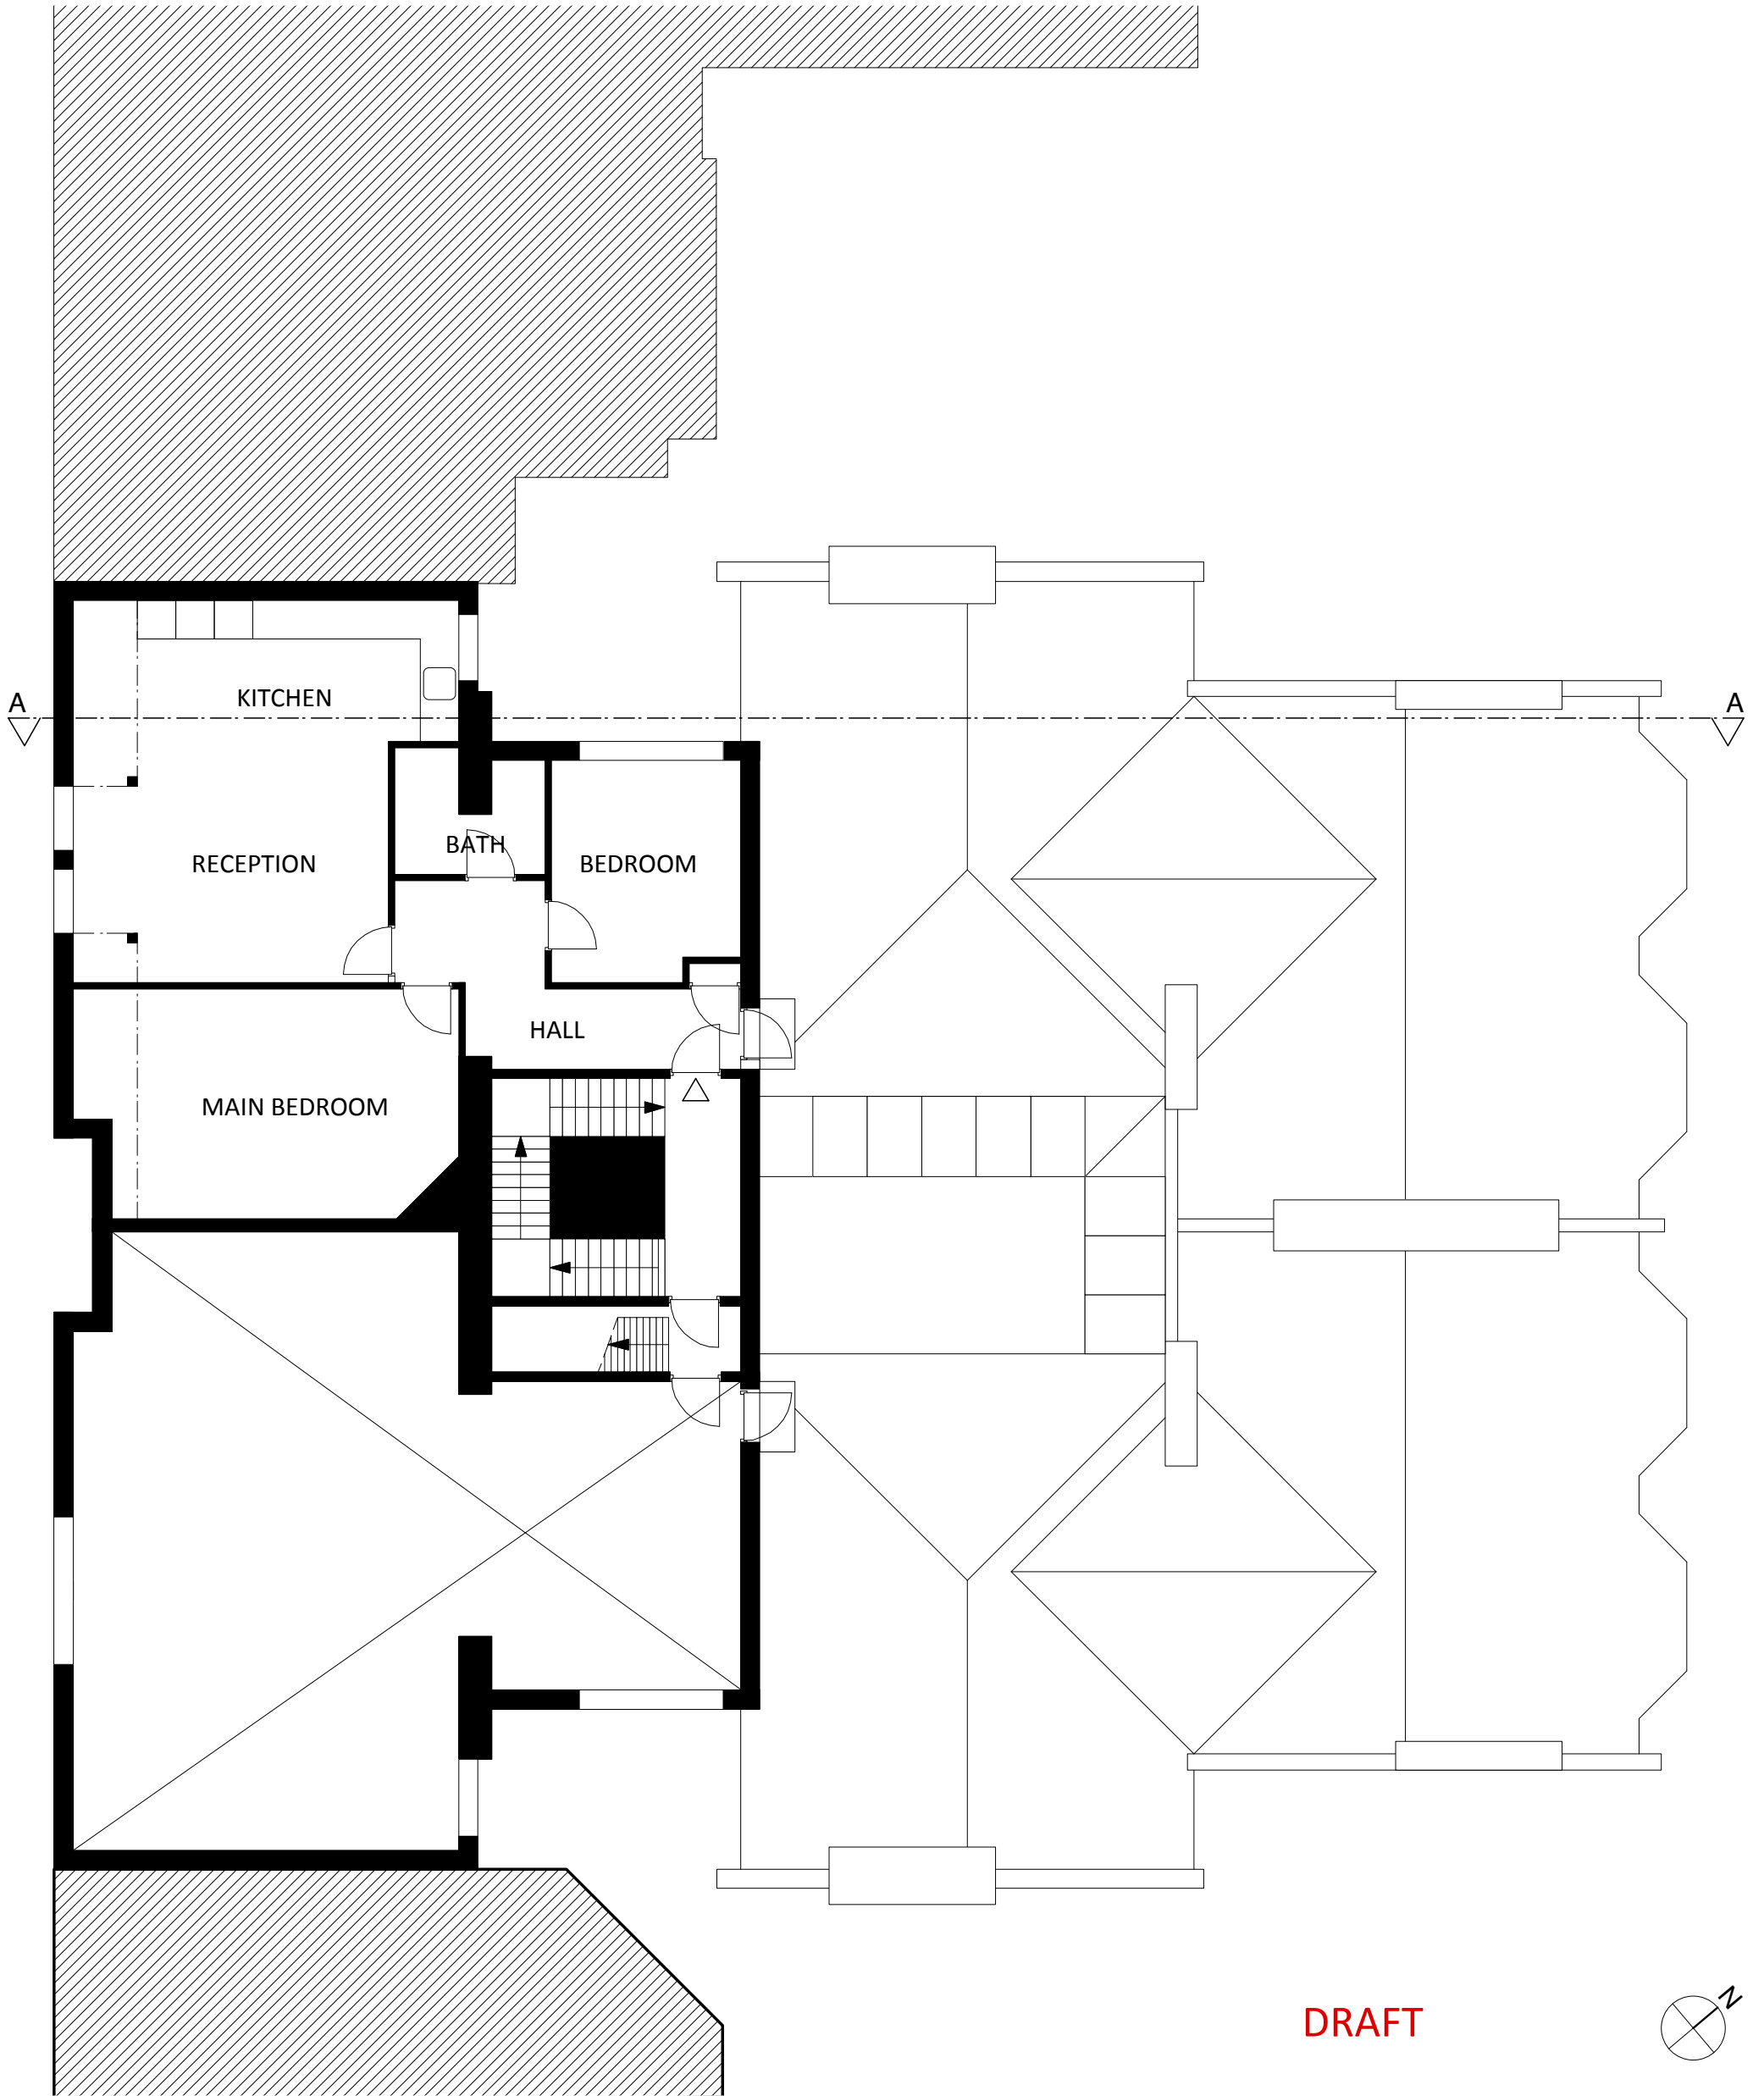 KITCHEN
A
A
BATH
RECEPTION
BEDROOM
HALL
MAIN BEDROOM
DRAFT
N